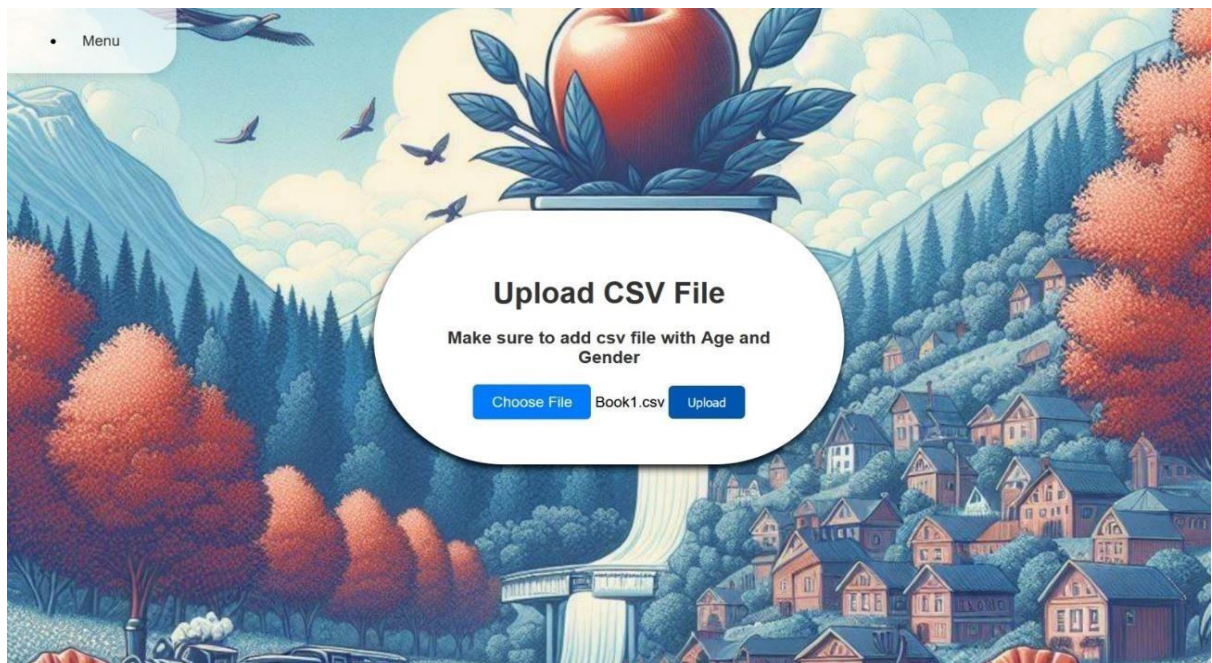 Menu
Upload CSV File
Make sure to add csv file with Age and
Gender
Choose File Book1.csv Upload